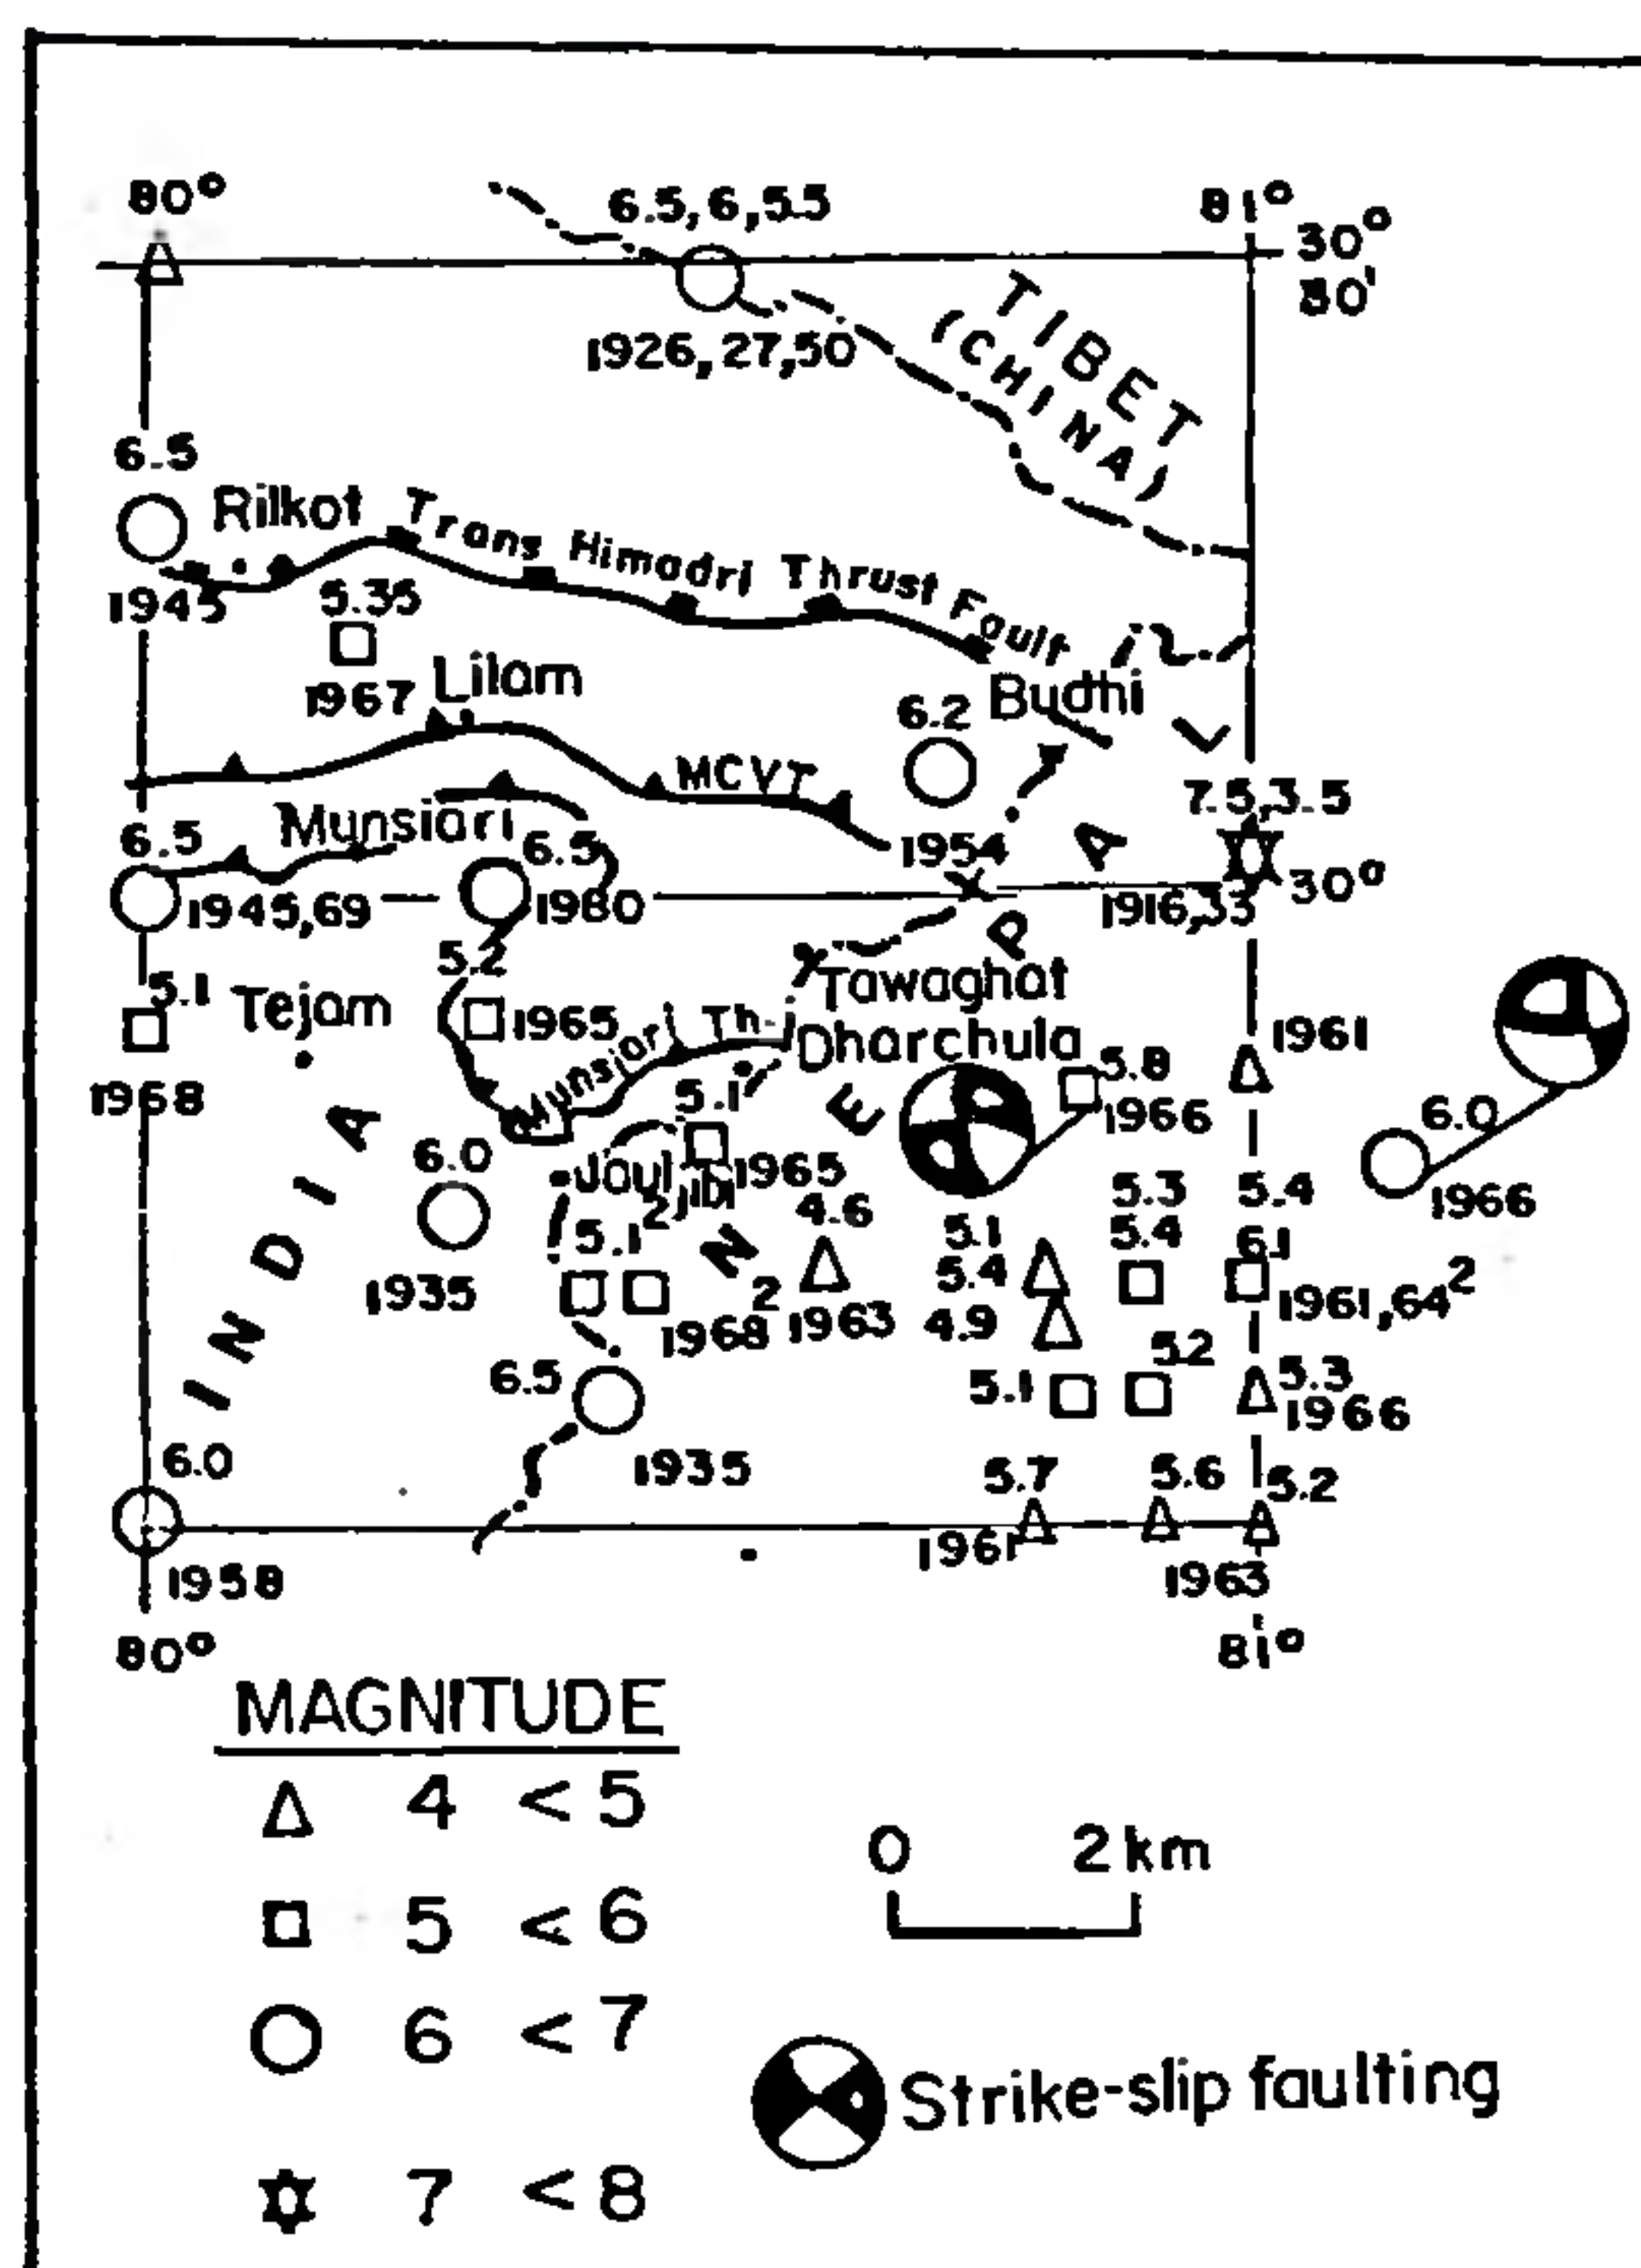 80°
6.5, 6, 5.5
81°
30°
30'
1926, 27, 50
TIBET
(CHINA)
6.5
Rilkot
Trans Himadri Thrust Fault
1945
5.35
1967
Lilam
6.2
Budhi
MCVT
7.5, 3.5
Munsiari
6.5
6.5
1954
1945, 69
1980
1916, 33
30°
5.2
5.1
Tejam
1965
Tawaghat
Munsiari Th.
Dharchula
1961
5.8
1966
1968
5.1
6.0
6.0
1966
Jauljibi
1965
INDIA
NEPAL
1935
5.1
2
4.6
5.1
5.4
4.9
5.3
5.4
5.4
6.1
1961, 64²
1968
2
1963
6.5
5.1
5.2
5.3
1966
1935
6.0
5.7
5.6
5.2
1958
1961
1963
80°
81°
MAGNITUDE
4 < 5
5 < 6
6 < 7
7 < 8
0 2 km
Strike-slip faulting